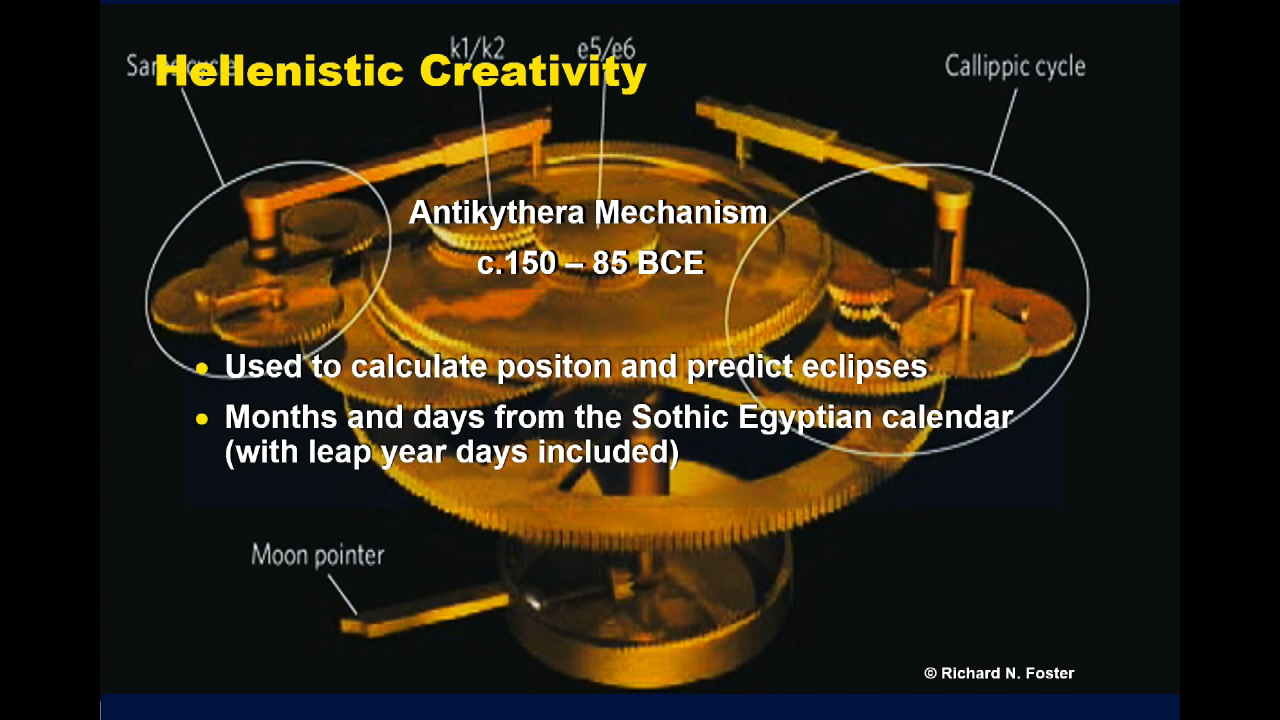 k1/k2
e5/e6
Hellenistic Creativity
Callippic cycle
Antikythera Mechanism
c.150 – 85 BCE
• Used to calculate positon and predict eclipses
• Months and days from the Sothic Egyptian calendar
(with leap year days included)
Moon pointer
© Richard N. Foster